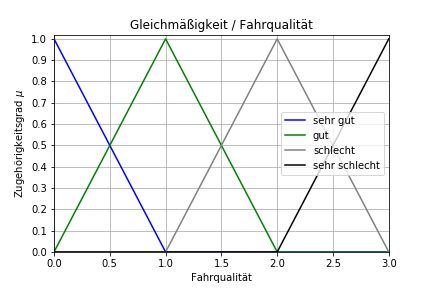 Gleichmäßigkeit / Fahrqualität
1.0
0.9
0.8
0.7
0.6
0.5
0.4
0.3
0.2
0.1
0.0
Zugehörigkeitsgrad μ
sehr gut
gut
schlecht
sehr schlecht
0.0 0.5 1.0 1.5 2.0 2.5 3.0
Fahrqualität